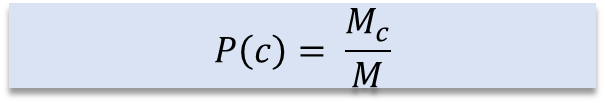 P(c) = M_c / M